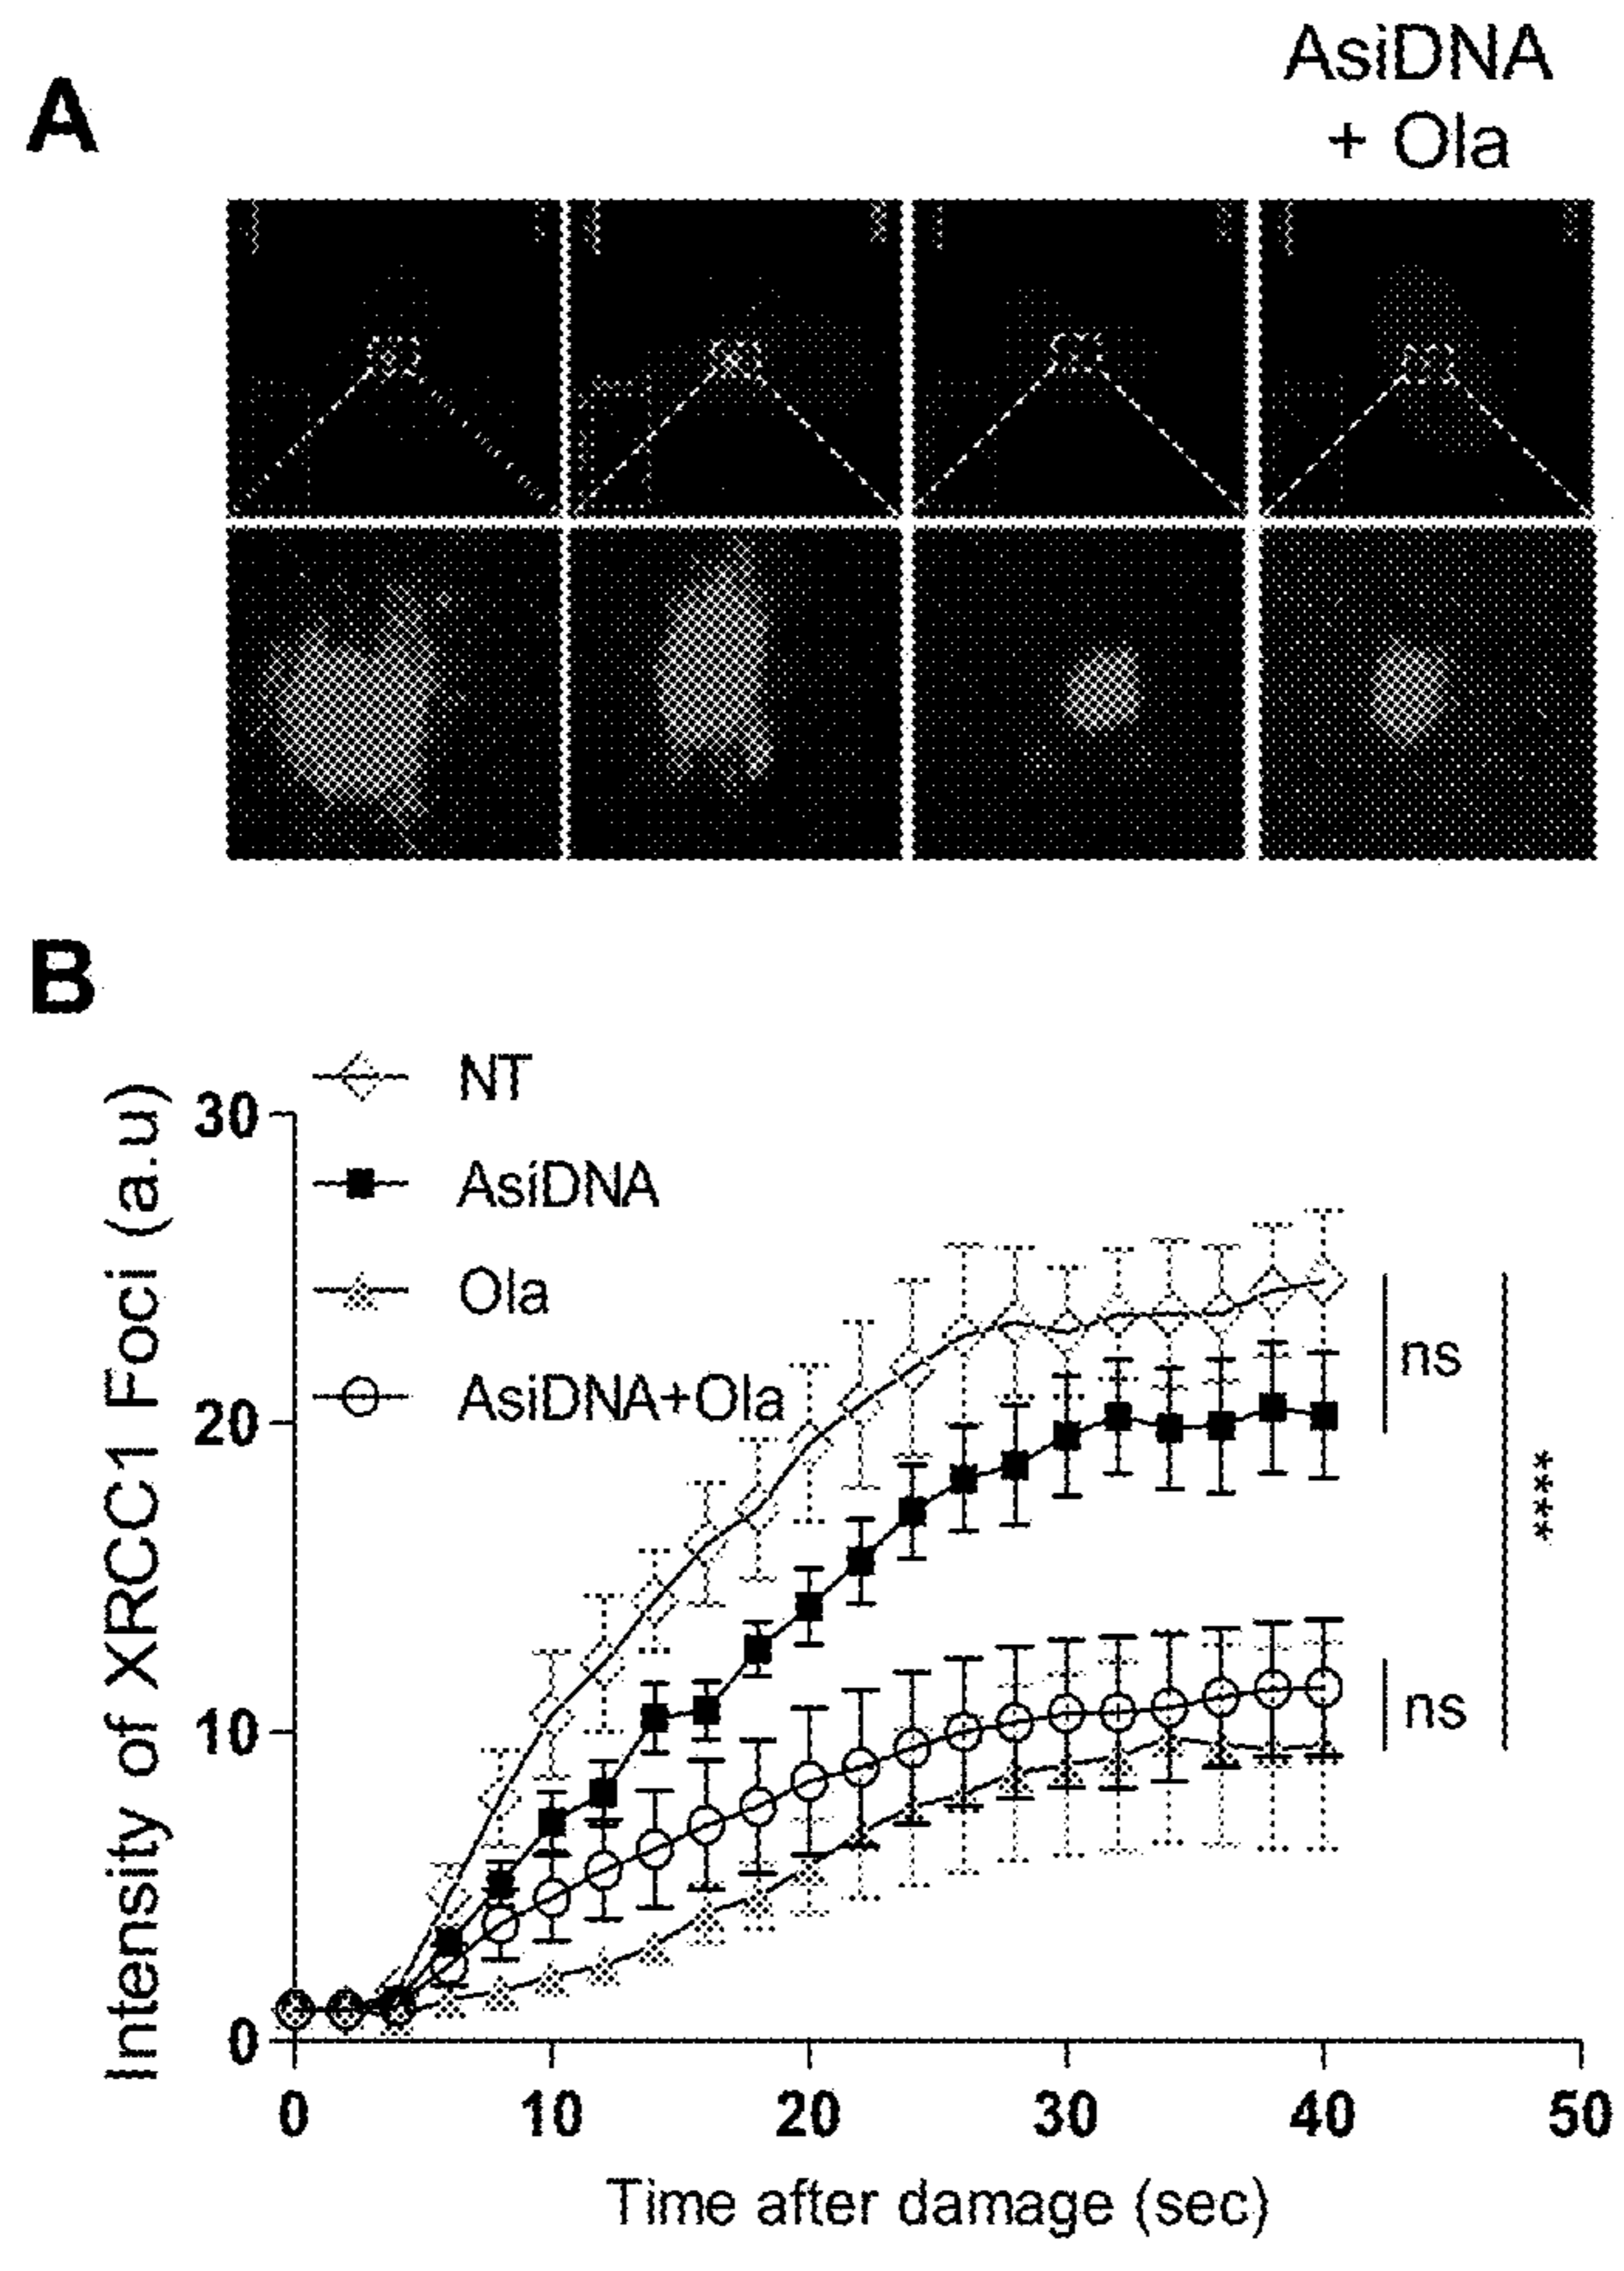 A
AsiDNA
+ Ola
B
NT
AsiDNA
Ola
AsiDNA+Ola
Intensity of XRCC1 Foci (a.u)
30
20
10
0
ns
ns
****
0 10 20 30 40 50
Time after damage (sec)